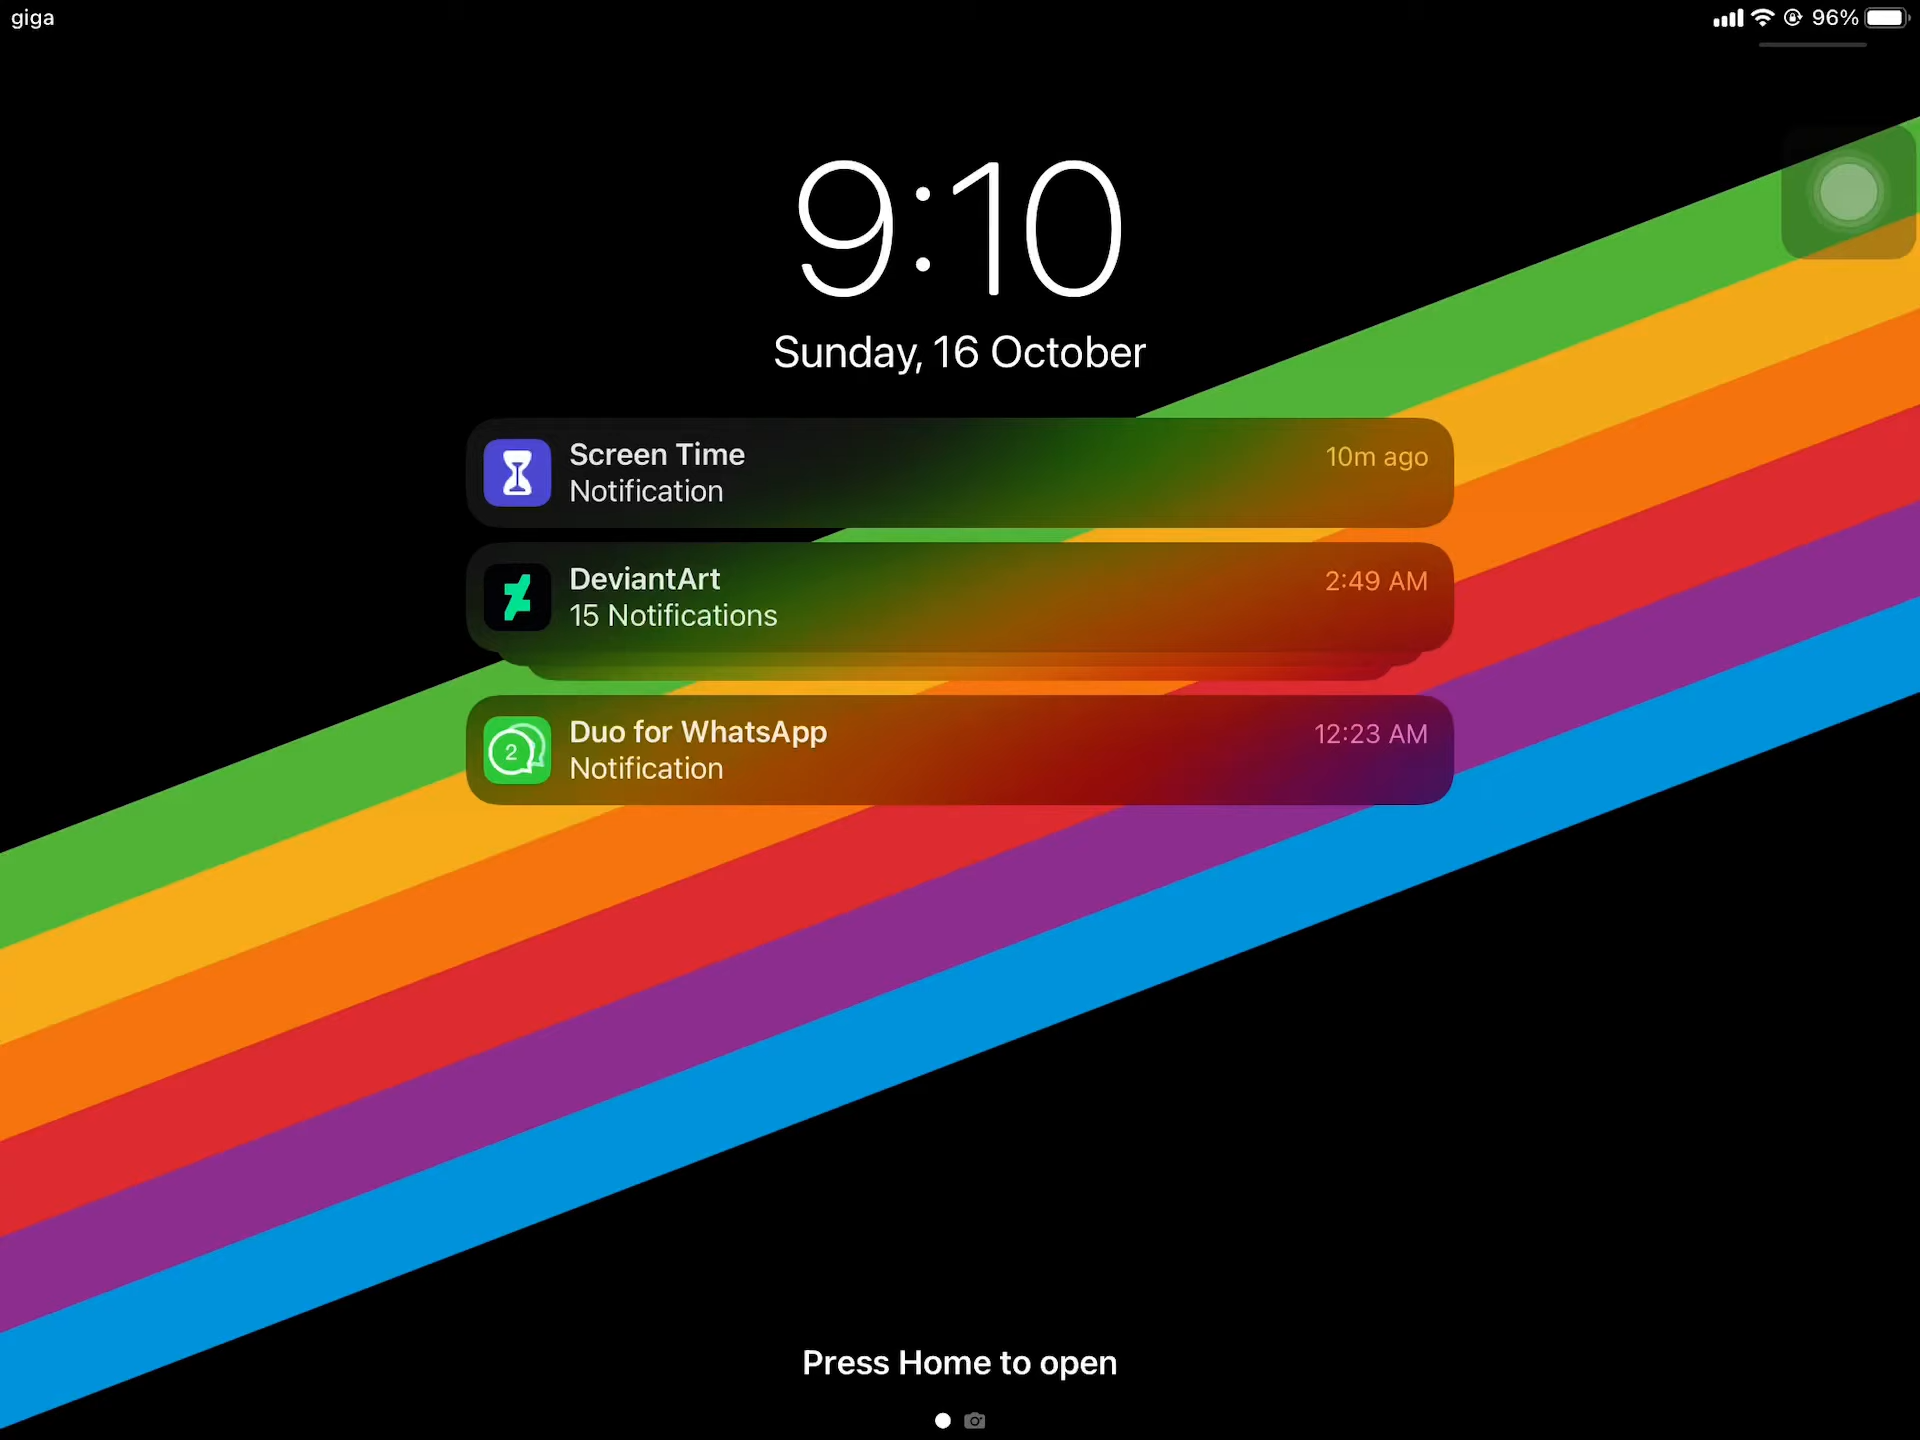 giga
96%
9:10
Sunday, 16 October
Screen Time
10m ago
Notification
DeviantArt
2:49 AM
15 Notifications
2
Duo for WhatsApp
12:23 AM
Notification
Press Home to open